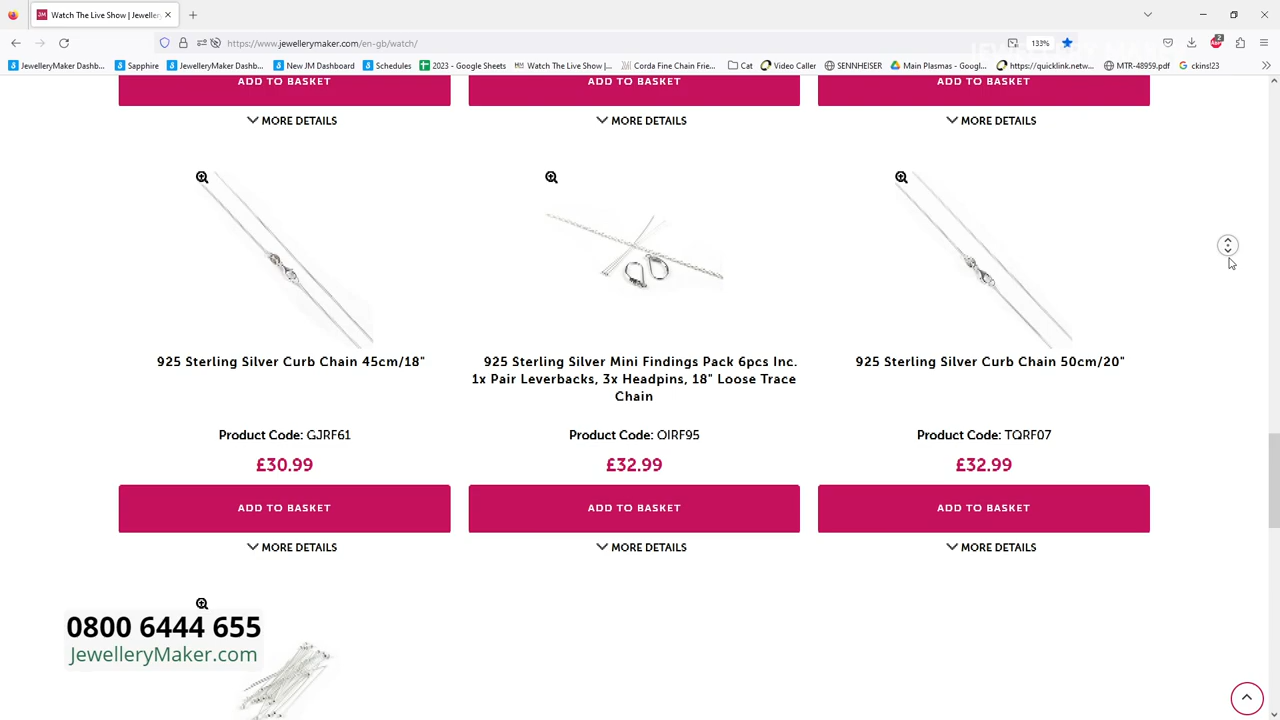 Watch The Live Show | Jeweller
https://www.jewellerymaker.com/en-gb/watch/
133%
2
JewelleryMaker Dashb...
Sapphire
JewelleryMaker Dashb...
New JM Dashboard
Schedules
2023 - Google Sheets
Watch The Live Show |...
Corda Fine Chain Frie...
Cat
Video Caller
SENNHEISER
Main Plasmas - Googl...
https://quicklink.netw...
MTR-48959.pdf
ckins!23
ADD TO BASKET
ADD TO BASKET
ADD TO BASKET
MORE DETAILS
MORE DETAILS
MORE DETAILS
925 Sterling Silver Curb Chain 45cm/18"
925 Sterling Silver Mini Findings Pack 6pcs Inc.
1x Pair Leverbacks, 3x Headpins, 18" Loose Trace
Chain
925 Sterling Silver Curb Chain 50cm/20"
Product Code: GJRF61
Product Code: OIRF95
Product Code: TQRF07
£30.99
£32.99
£32.99
ADD TO BASKET
ADD TO BASKET
ADD TO BASKET
MORE DETAILS
MORE DETAILS
MORE DETAILS
0800 6444 655
JewelleryMaker.com